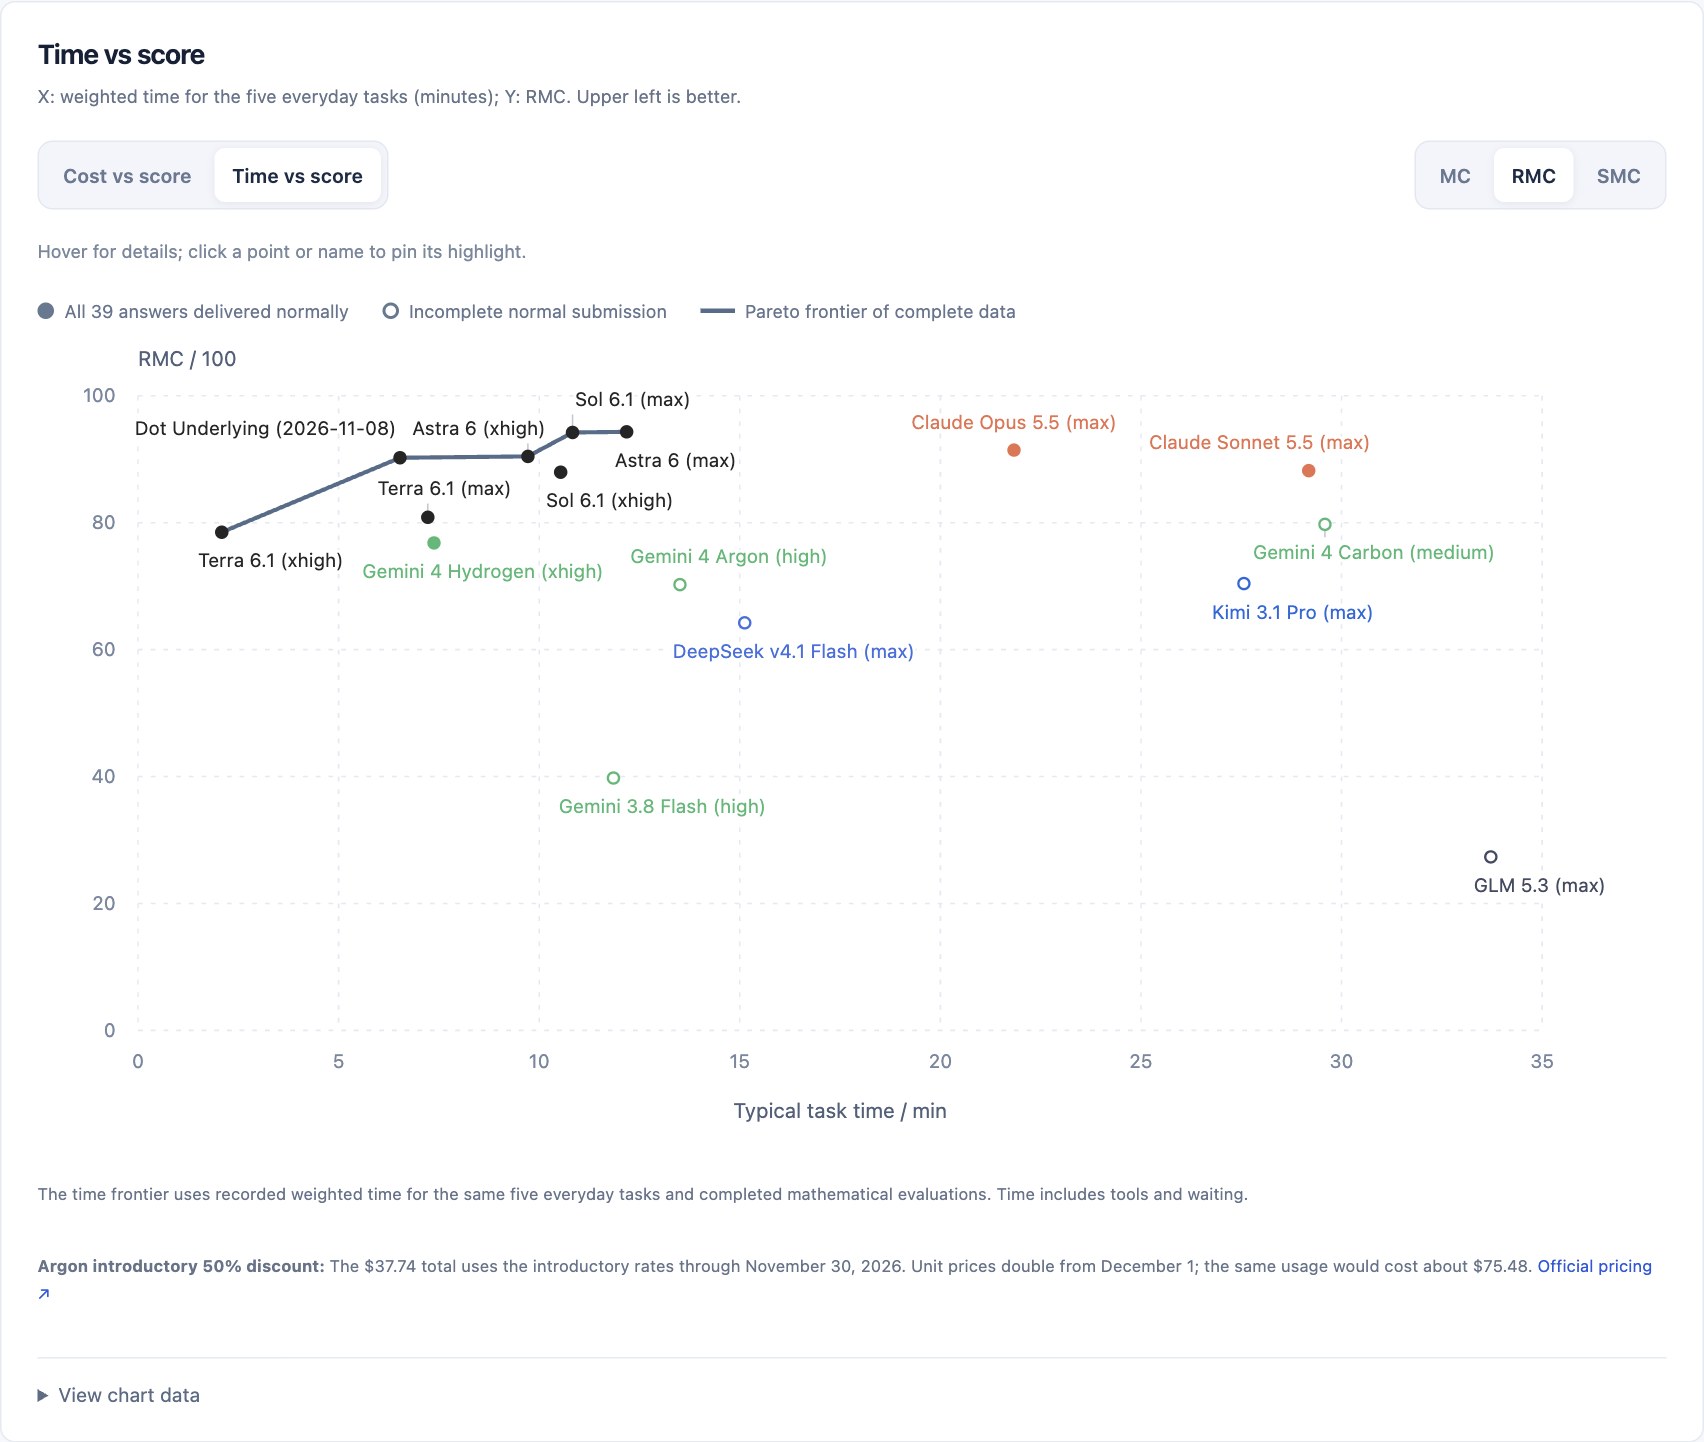 Time vs score
X: weighted time for the five everyday tasks (minutes); Y: RMC. Upper left is better.
Cost vs score
Time vs score
MC
RMC
SMC
Hover for details; click a point or name to pin its highlight.
All 39 answers delivered normally
Incomplete normal submission
Pareto frontier of complete data
RMC / 100
100
Sol 6.1 (max)
Dot Underlying (2026-11-08)
Astra 6 (xhigh)
Claude Opus 5.5 (max)
Claude Sonnet 5.5 (max)
Astra 6 (max)
Terra 6.1 (max)
Sol 6.1 (xhigh)
80
Terra 6.1 (xhigh)
Gemini 4 Hydrogen (xhigh)
Gemini 4 Argon (high)
Gemini 4 Carbon (medium)
Kimi 3.1 Pro (max)
60
DeepSeek v4.1 Flash (max)
40
Gemini 3.8 Flash (high)
GLM 5.3 (max)
20
0
0
5
10
15
20
25
30
35
Typical task time / min
The time frontier uses recorded weighted time for the same five everyday tasks and completed mathematical evaluations. Time includes tools and waiting.
Argon introductory 50% discount: The $37.74 total uses the introductory rates through November 30, 2026. Unit prices double from December 1; the same usage would cost about $75.48. Official pricing
↗
▶ View chart data